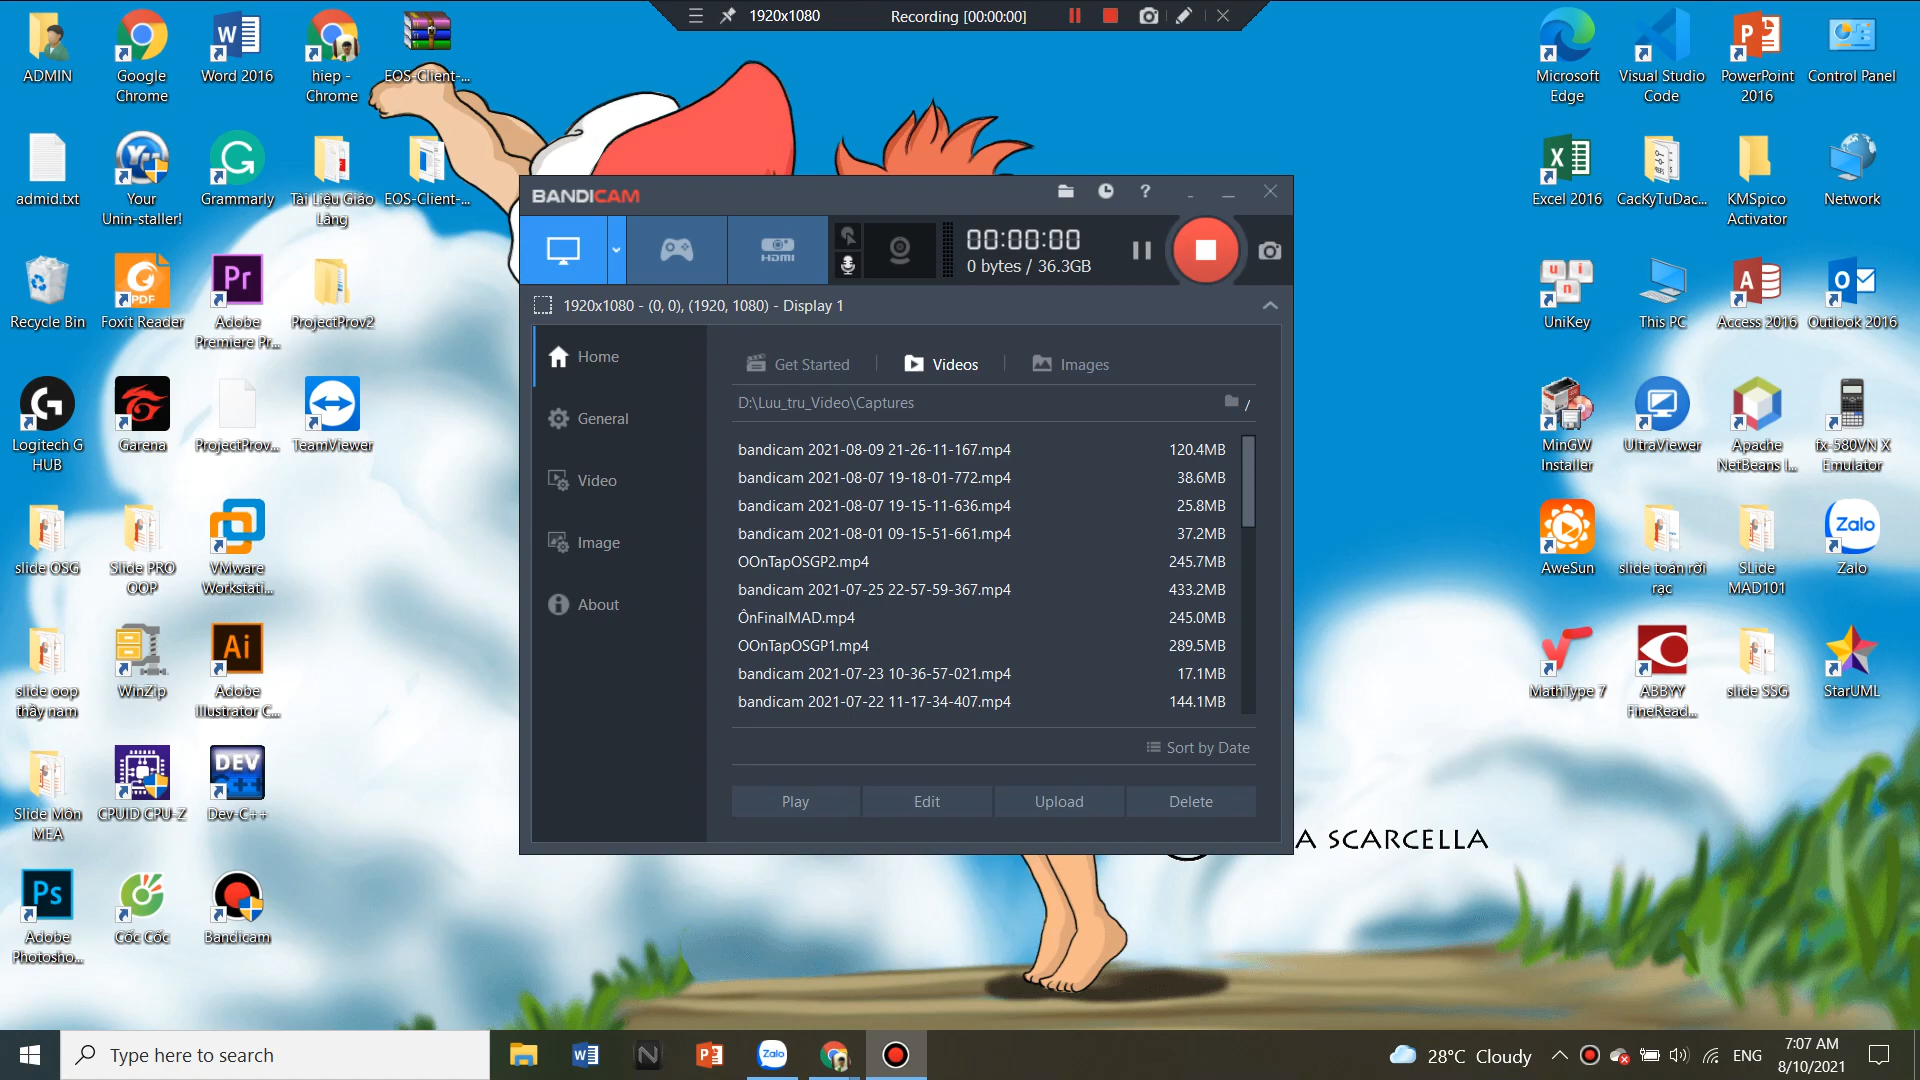 1920x1080
Recording [00:00:00]
ADMIN
Google
Chrome
Word 2016
hiep -
Chrome
EOS-Client-...
Microsoft
Edge
Visual Studio
Code
PowerPoint
2016
Control Panel
admid.txt
Your
Unin-staller!
Grammarly
Tài Liệu Giáo
Làng
EOS-Client-...
Excel 2016
CacKyTuDac...
KMSpico
Activator
Network
Recycle Bin
Foxit Reader
Adobe
Premiere Pr...
ProjectProv2
UniKey
This PC
Access 2016
Outlook 2016
Logitech G
HUB
Garena
ProjectProv...
TeamViewer
MinGW
Installer
UltraViewer
Apache
NetBeans I...
fx-580VN X
Emulator
slide OSG
Slide PRO
OOP
VMware
Workstati...
AweSun
slide toán rời
rạc
SLide
MAD101
Zalo
slide oop
thầy nam
WinZip
Adobe
Illustrator C...
MathType 7
ABBYY
FineRead...
slide SSG
StarUML
Slide Môn
MEA
CPUID CPU-Z
Dev-C++
Adobe
Photosho...
Cốc Cốc
Bandicam
BANDICAM
HDMI
00:00:00
0 bytes / 36.3GB
1920x1080 - (0, 0), (1920, 1080) - Display 1
Home
General
Video
Image
About
Get Started
Videos
Images
D:\Luu_tru_Video\Captures
/
bandicam 2021-08-09 21-26-11-167.mp4 120.4MB
bandicam 2021-08-07 19-18-01-772.mp4 38.6MB
bandicam 2021-08-07 19-15-11-636.mp4 25.8MB
bandicam 2021-08-01 09-15-51-661.mp4 37.2MB
OOnTapOSGP2.mp4 245.7MB
bandicam 2021-07-25 22-57-59-367.mp4 433.2MB
ÔnFinalMAD.mp4 245.0MB
OOnTapOSGP1.mp4 289.5MB
bandicam 2021-07-23 10-36-57-021.mp4 17.1MB
bandicam 2021-07-22 11-17-34-407.mp4 144.1MB
Sort by Date
Play
Edit
Upload
Delete
A SCARCELLA
Type here to search
28°C Cloudy
ENG
7:07 AM
8/10/2021